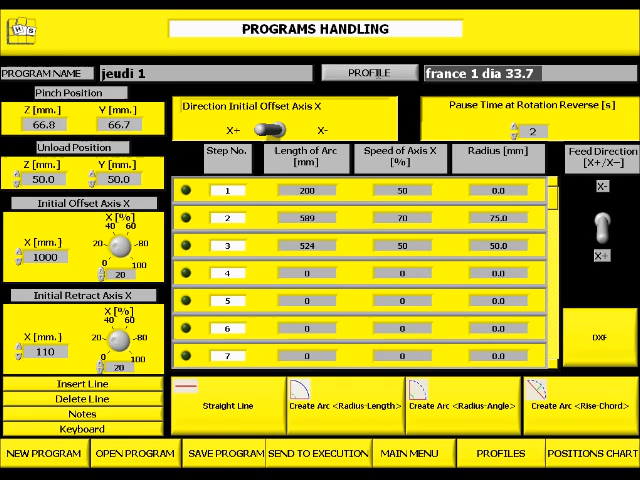 H S
PROGRAMS HANDLING
PROGRAM NAME jeudi 1 PROFILE france 1 dia 33.7
Pinch Position
Z [mm.] Y [mm.]
66.8 66.7
Unload Position
Z [mm.] Y [mm.]
50.0 50.0
Initial Offset Axis X
X [%]
40 60
20 80
0 100
X [mm.]
1000
20
Initial Retract Axis X
X [%]
40 60
20 80
0 100
X [mm.]
110
20
Insert Line
Delete Line
Notes
Keyboard
Direction Initial Offset Axis X
X+ X-
Pause Time at Rotation Reverse [s]
2
Step No. Length of Arc [mm] Speed of Axis X [%] Radius [mm]
1 200 50 0.0
2 589 70 75.0
3 524 50 50.0
4 0 0 0.0
5 0 0 0.0
6 0 0 0.0
7 0 0 0.0
Feed Direction
[X+/X-]
X-
X+
DXF
Straight Line
Create Arc <Radius-Length>
Create Arc <Radius-Angle>
Create Arc <Rise-Chord>
NEW PROGRAM OPEN PROGRAM SAVE PROGRAM SEND TO EXECUTION MAIN MENU PROFILES POSITIONS CHART